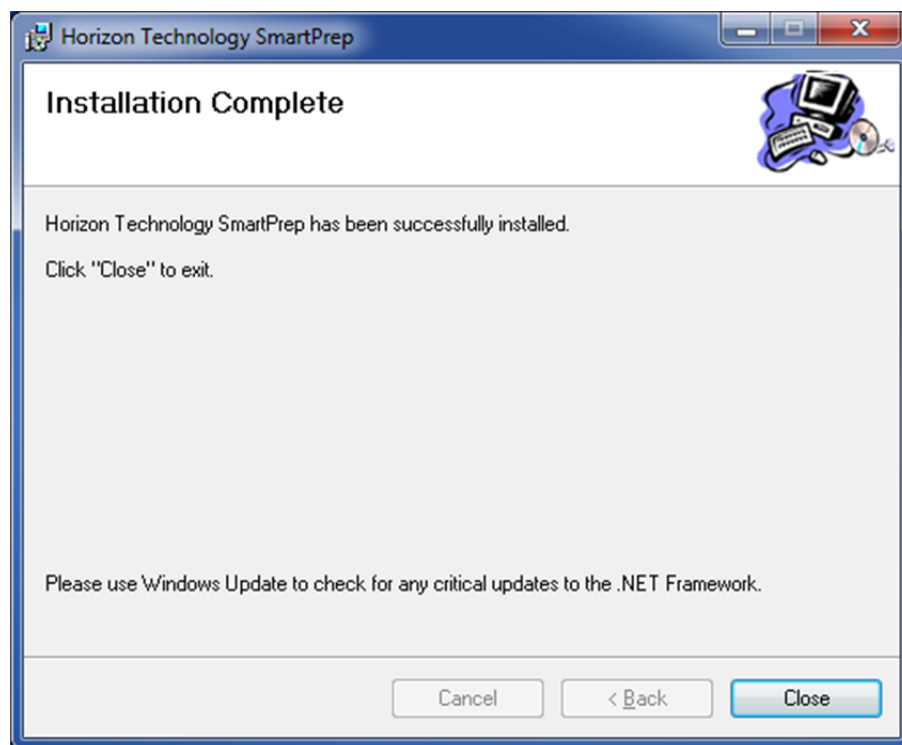 Horizon Technology SmartPrep
Installation Complete
Horizon Technology SmartPrep has been successfully installed.
Click "Close" to exit.
Please use Windows Update to check for any critical updates to the .NET Framework.
Cancel
< Back
Close